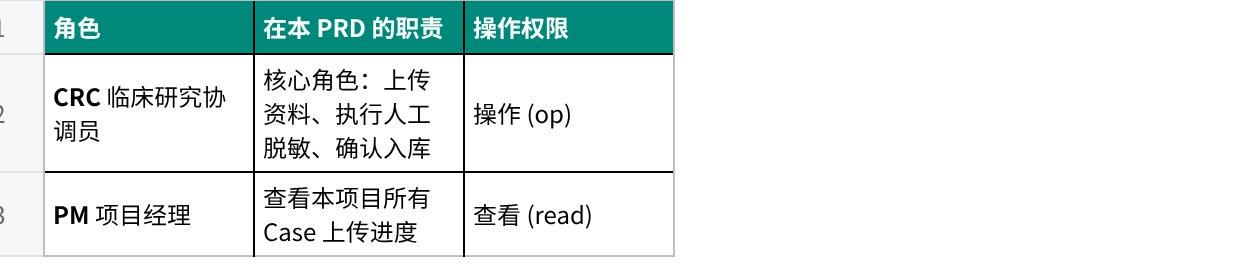 1 角色 在本 PRD 的职责 操作权限
2 CRC 临床研究协调员 核心角色：上传资料、执行人工脱敏、确认入库 操作 (op)
3 PM 项目经理 查看本项目所有 Case 上传进度 查看 (read)